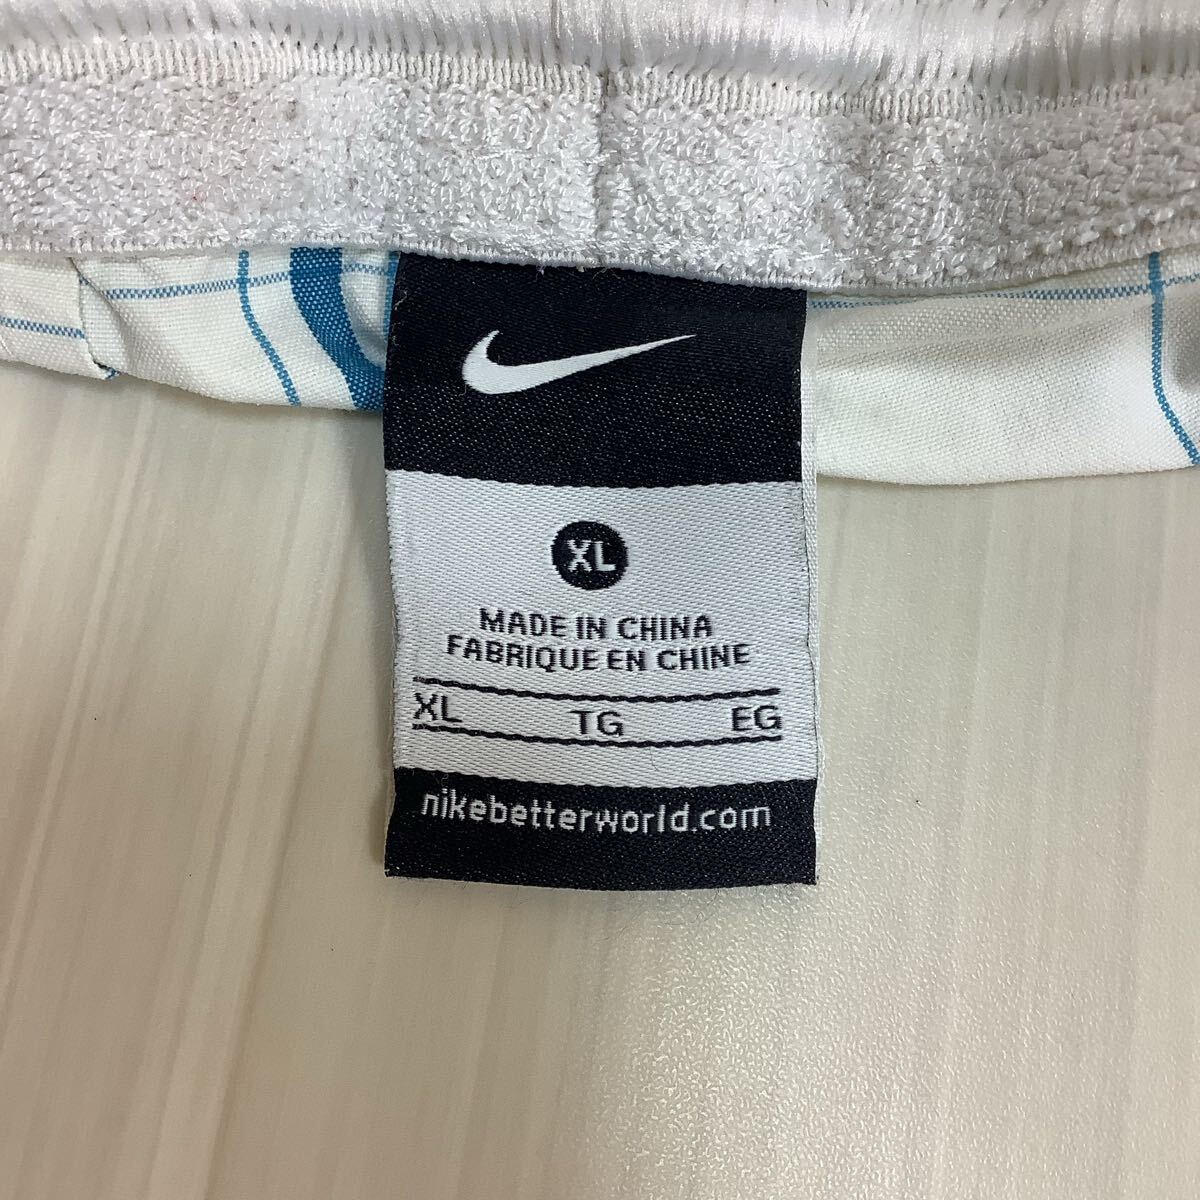 XL
MADE IN CHINA
FABRIQUE EN CHINE
XL TG EG
nikebetterworld.com